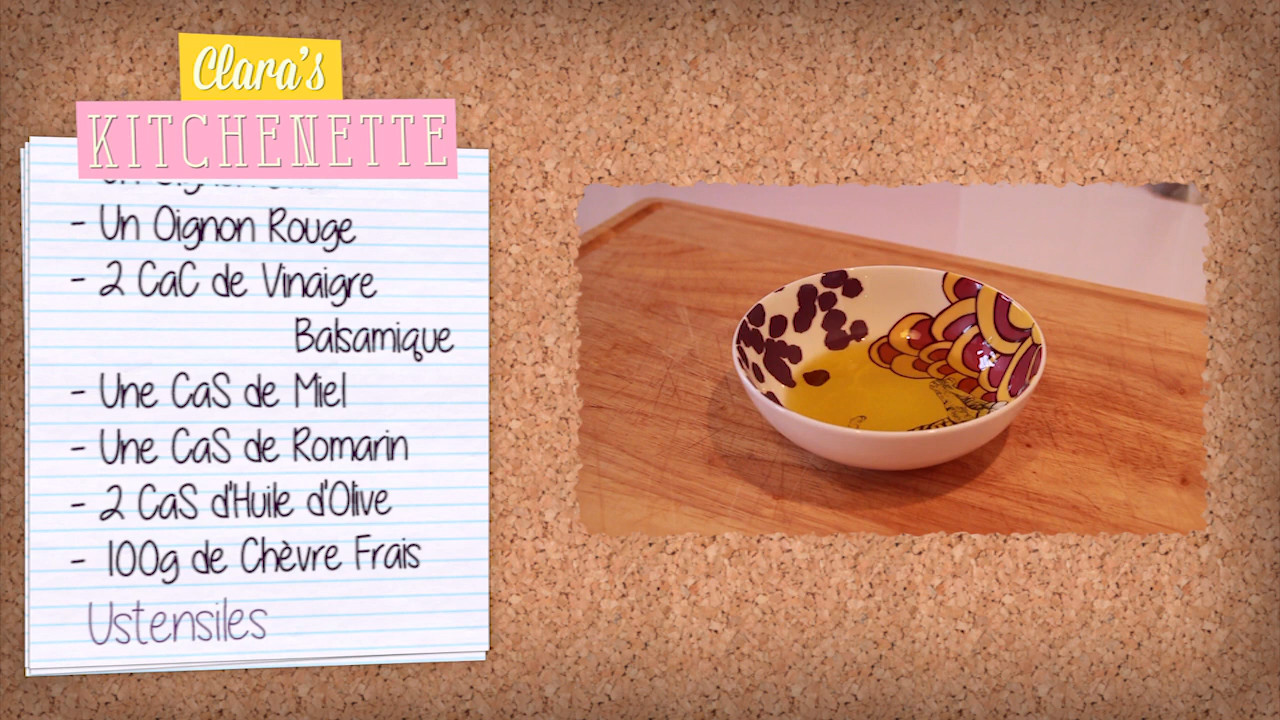 Clara's
KITCHENETTE
- Un Oignon Rouge
- 2 CaC de Vinaigre
Balsamique
- Une CaS de Miel
- Une CaS de Romarin
- 2 CaS d'Huile d'Olive
- 100g de Chèvre Frais
Ustensiles